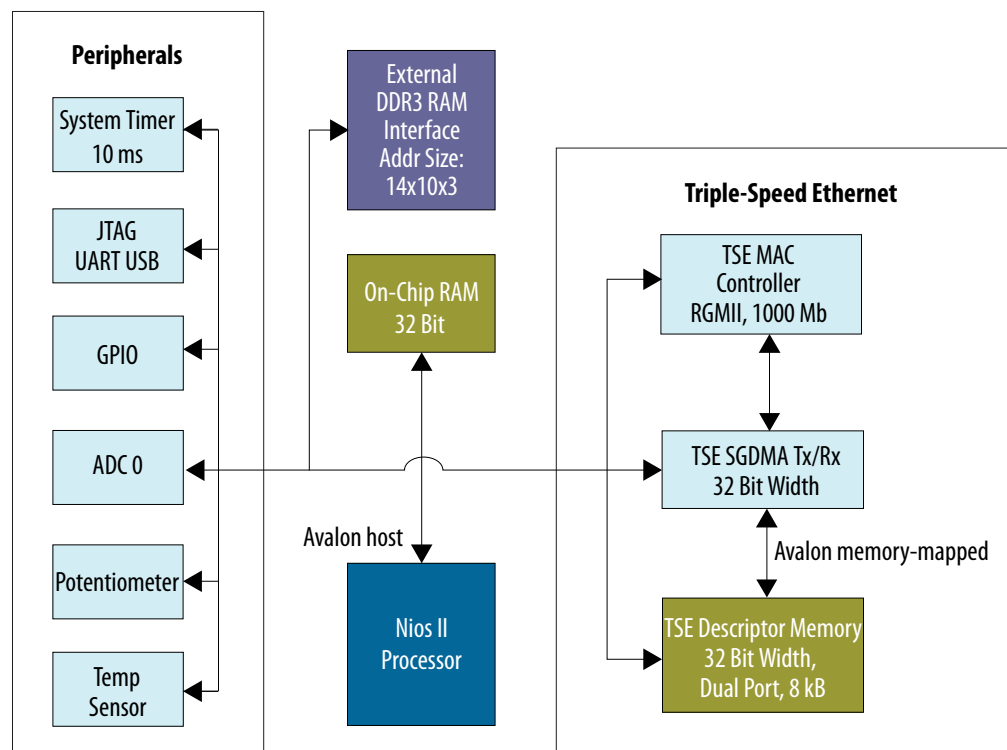 Peripherals
System Timer
10 ms
JTAG
UART USB
GPIO
ADC 0
Potentiometer
Temp
Sensor
External
DDR3 RAM
Interface
Addr Size:
14x10x3
On-Chip RAM
32 Bit
Avalon host
Nios II
Processor
Triple-Speed Ethernet
TSE MAC
Controller
RGMII, 1000 Mb
TSE SGDMA Tx/Rx
32 Bit Width
Avalon memory-mapped
TSE Descriptor Memory
32 Bit Width,
Dual Port, 8 kB